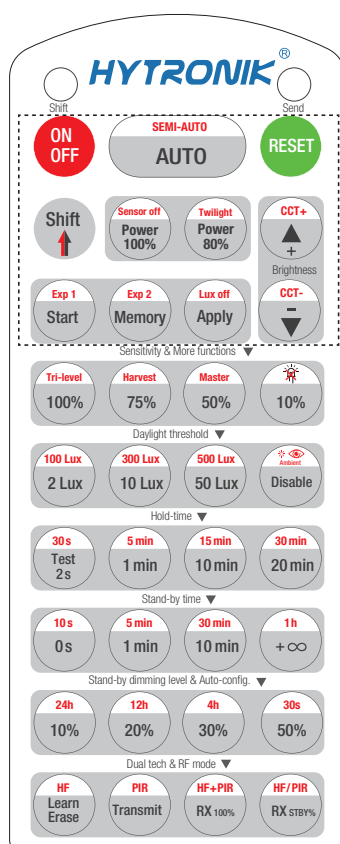 HYTRONIK®
Shift Send
ON OFF
SEMI-AUTO
AUTO
RESET
Shift
Sensor off
Power 100%
Twilight
Power 80%
CCT+
+
Brightness
Exp 1
Start
Exp 2
Memory
Lux off
Apply
CCT-
-
Sensitivity & More functions ▼
Tri-level Harvest Master
100% 75% 50% 10%
Daylight threshold ▼
100 Lux 300 Lux 500 Lux Ambient
2 Lux 10 Lux 50 Lux Disable
Hold-time ▼
30s 5 min 15 min 30 min
Test 2s 1 min 10 min 20 min
Stand-by time ▼
10s 5 min 30 min 1h
0s 1 min 10 min +∞
Stand-by dimming level & Auto-config. ▼
24h 12h 4h 30s
10% 20% 30% 50%
Dual tech & RF mode ▼
HF PIR HF+PIR HF/PIR
Learn Erase Transmit RX 100% RX STBY%